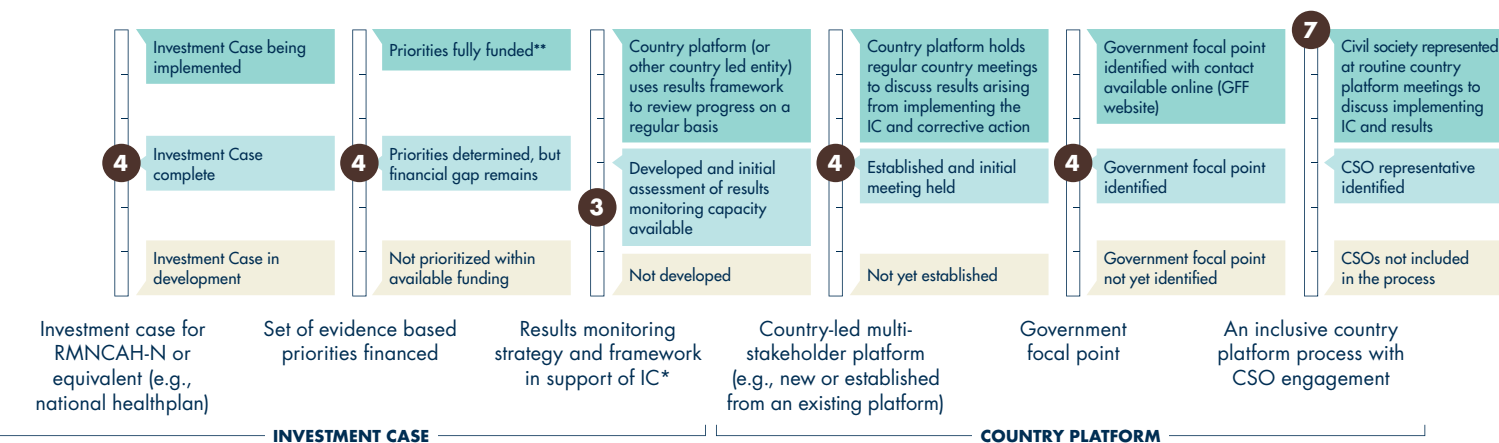 Investment Case being
implemented
4
Investment Case
complete
Investment Case in
development
Investment case for
RMNCAH-N or
equivalent (e.g.,
national healthplan)
Priorities fully funded**
4
Priorities determined, but
financial gap remains
Not prioritized within
available funding
Set of evidence based
priorities financed
Country platform (or
other country led entity)
uses results framework
to review progress on a
regular basis
Developed and initial
assessment of results
monitoring capacity
available
3
Not developed
Results monitoring
strategy and framework
in support of IC*
INVESTMENT CASE
Country platform holds
regular country meetings
to discuss results arising
from implementing the
IC and corrective action
4
Established and initial
meeting held
Not yet established
Country-led multi-
stakeholder platform
(e.g., new or established
from an existing platform)
Government focal point
identified with contact
available online (GFF
website)
4
Government focal point
identified
Government focal point
not yet identified
Government
focal point
7
Civil society represented
at routine country
platform meetings to
discuss implementing
IC and results
CSO representative
identified
CSOs not included
in the process
An inclusive country
platform process with
CSO engagement
COUNTRY PLATFORM